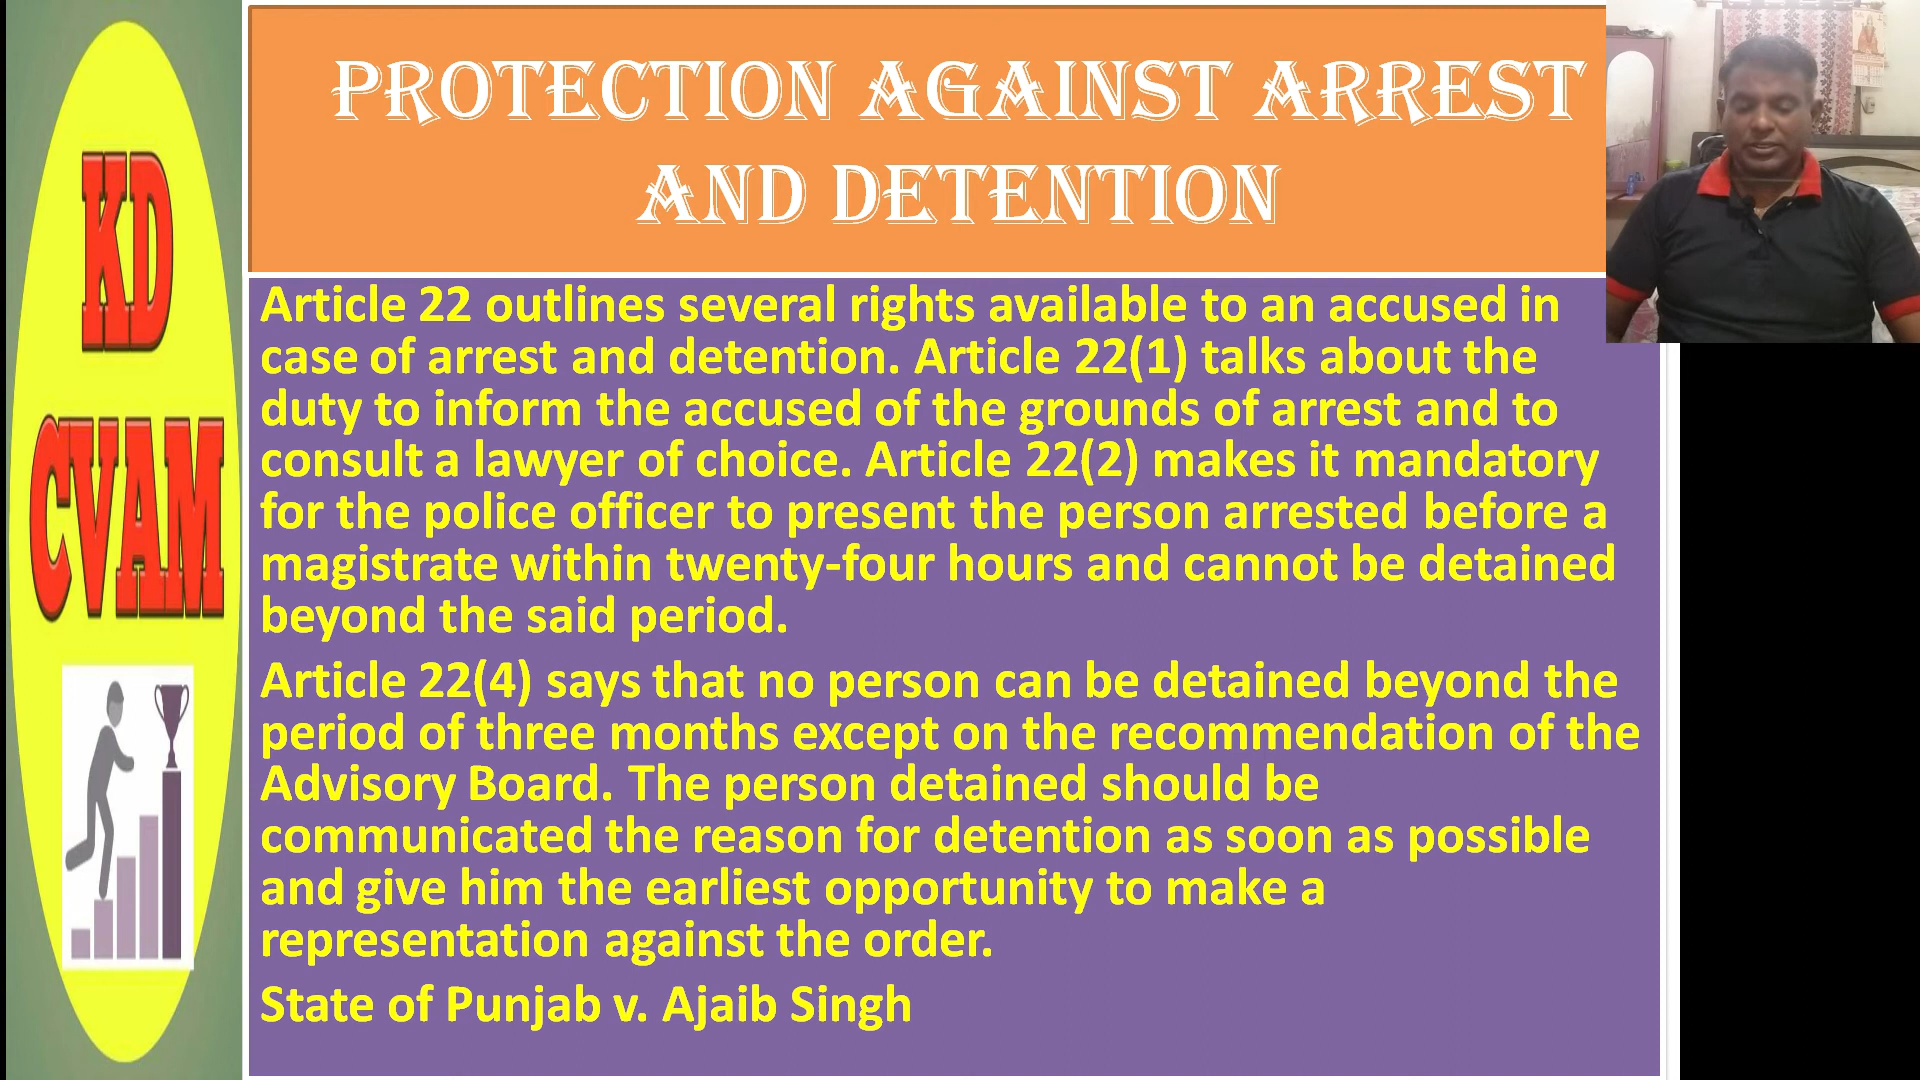 KD
CVAM
PROTECTION AGAINST ARREST
AND DETENTION
Article 22 outlines several rights available to an accused in
case of arrest and detention. Article 22(1) talks about the
duty to inform the accused of the grounds of arrest and to
consult a lawyer of choice. Article 22(2) makes it mandatory
for the police officer to present the person arrested before a
magistrate within twenty-four hours and cannot be detained
beyond the said period.
Article 22(4) says that no person can be detained beyond the
period of three months except on the recommendation of the
Advisory Board. The person detained should be
communicated the reason for detention as soon as possible
and give him the earliest opportunity to make a
representation against the order.
State of Punjab v. Ajaib Singh